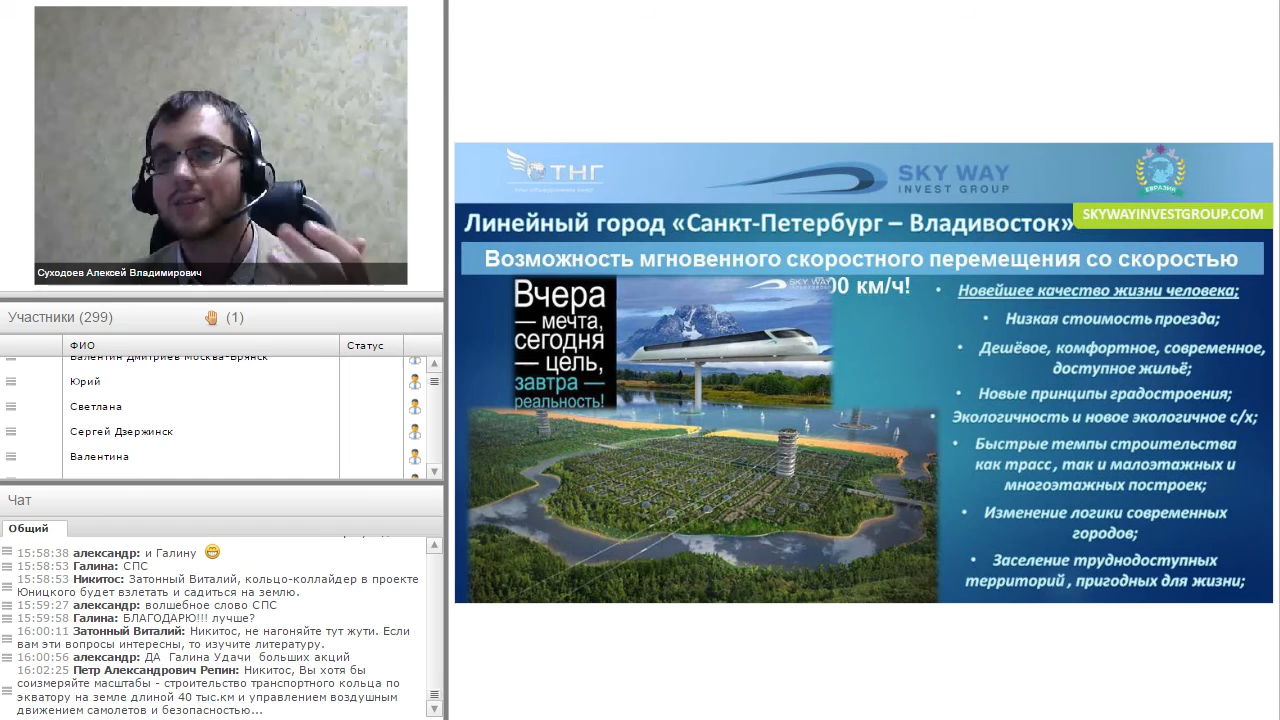 Суходоев Алексей Владимирович
Участники (299)
(1)
ФИО
Статус
Валентин Дмитриев Москва-Брянск
Юрий
Светлана
Сергей Дзержинск
Валентина
Чат
Общий
15:58:38 александр: и Галину
15:58:53 Галина: СПС
15:58:53 Никитос: Затонный Виталий, кольцо-коллайдер в проекте
Юницкого будет взлетать и садиться на землю.
15:59:27 александр: волшебное слово СПС
15:59:58 Галина: БЛАГОДАРЮ!!! лучше?
16:00:11 Затонный Виталий: Никитос, не нагоняйте тут жути. Если
вам эти вопросы интересны, то изучите литературу.
16:00:56 александр: ДА Галина Удачи больших акций
16:02:25 Петр Александрович Репин: Никитос, Вы хотя бы
соизмеряйте масштабы - строительство транспортного кольца по
экватору на земле длиной 40 тыс.км и управлением воздушным
движением самолетов и безопасностью...
ТНГ
SKY WAY
INVEST GROUP
ЕВРАЗИЯ
SKYWAYINVESTGROUP.COM
Линейный город «Санкт-Петербург – Владивосток»
Возможность мгновенного скоростного перемещения со скоростью
00 км/ч!
Вчера
— мечта,
сегодня
— цель,
завтра —
реальность!
SKY WAY
• Новейшее качество жизни человека;
• Низкая стоимость проезда;
• Дешёвое, комфортное, современное,
доступное жильё;
• Новые принципы градостроения;
• Экологичность и новое экологичное с/х;
• Быстрые темпы строительства
как трасс , так и малоэтажных и
многоэтажных построек;
• Изменение логики современных
городов;
• Заселение труднодоступных
территорий , пригодных для жизни;